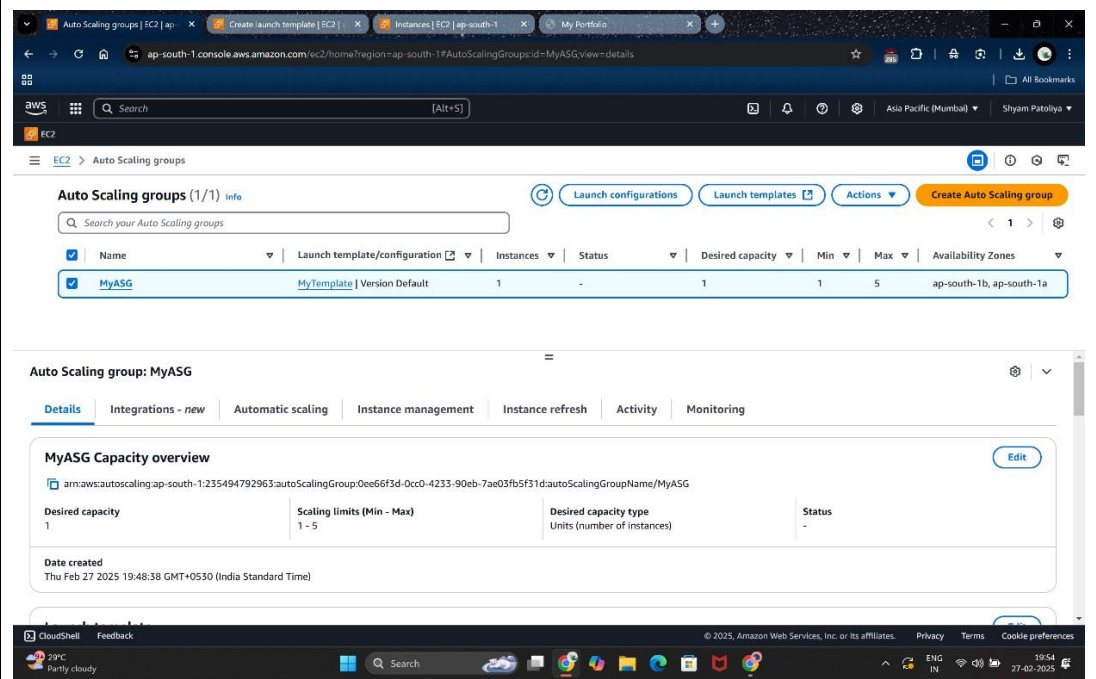 Auto Scaling groups | EC2 | ap- Create launch template | EC2 | Instances | EC2 | ap-south-1 My Portfolio
ap-south-1.console.aws.amazon.com/ec2/home?region=ap-south-1#AutoScalingGroups:id=MyASG;view=details 285
All Bookmarks
aws Search [Alt+S] Asia Pacific (Mumbai) Shyam Patoliya
EC2
EC2 > Auto Scaling groups
Auto Scaling groups (1/1) Info Launch configurations Launch templates Actions Create Auto Scaling group
Search your Auto Scaling groups 1
Name Launch template/configuration Instances Status Desired capacity Min Max Availability Zones
MyASG MyTemplate | Version Default 1 - 1 1 5 ap-south-1b, ap-south-1a
Auto Scaling group: MyASG
Details Integrations - new Automatic scaling Instance management Instance refresh Activity Monitoring
MyASG Capacity overview Edit
arn:aws:autoscaling:ap-south-1:235494792963:autoScalingGroup:0ee66f3d-0cc0-4233-90eb-7ae03fb5f31d:autoScalingGroupName/MyASG
Desired capacity Scaling limits (Min - Max) Desired capacity type Status
1 1 - 5 Units (number of instances) -
Date created
Thu Feb 27 2025 19:48:38 GMT+0530 (India Standard Time)
CloudShell Feedback © 2025, Amazon Web Services, Inc. or its affiliates. Privacy Terms Cookie preferences
29°C Search ENG 19:54
Partly cloudy IN 27-02-2025